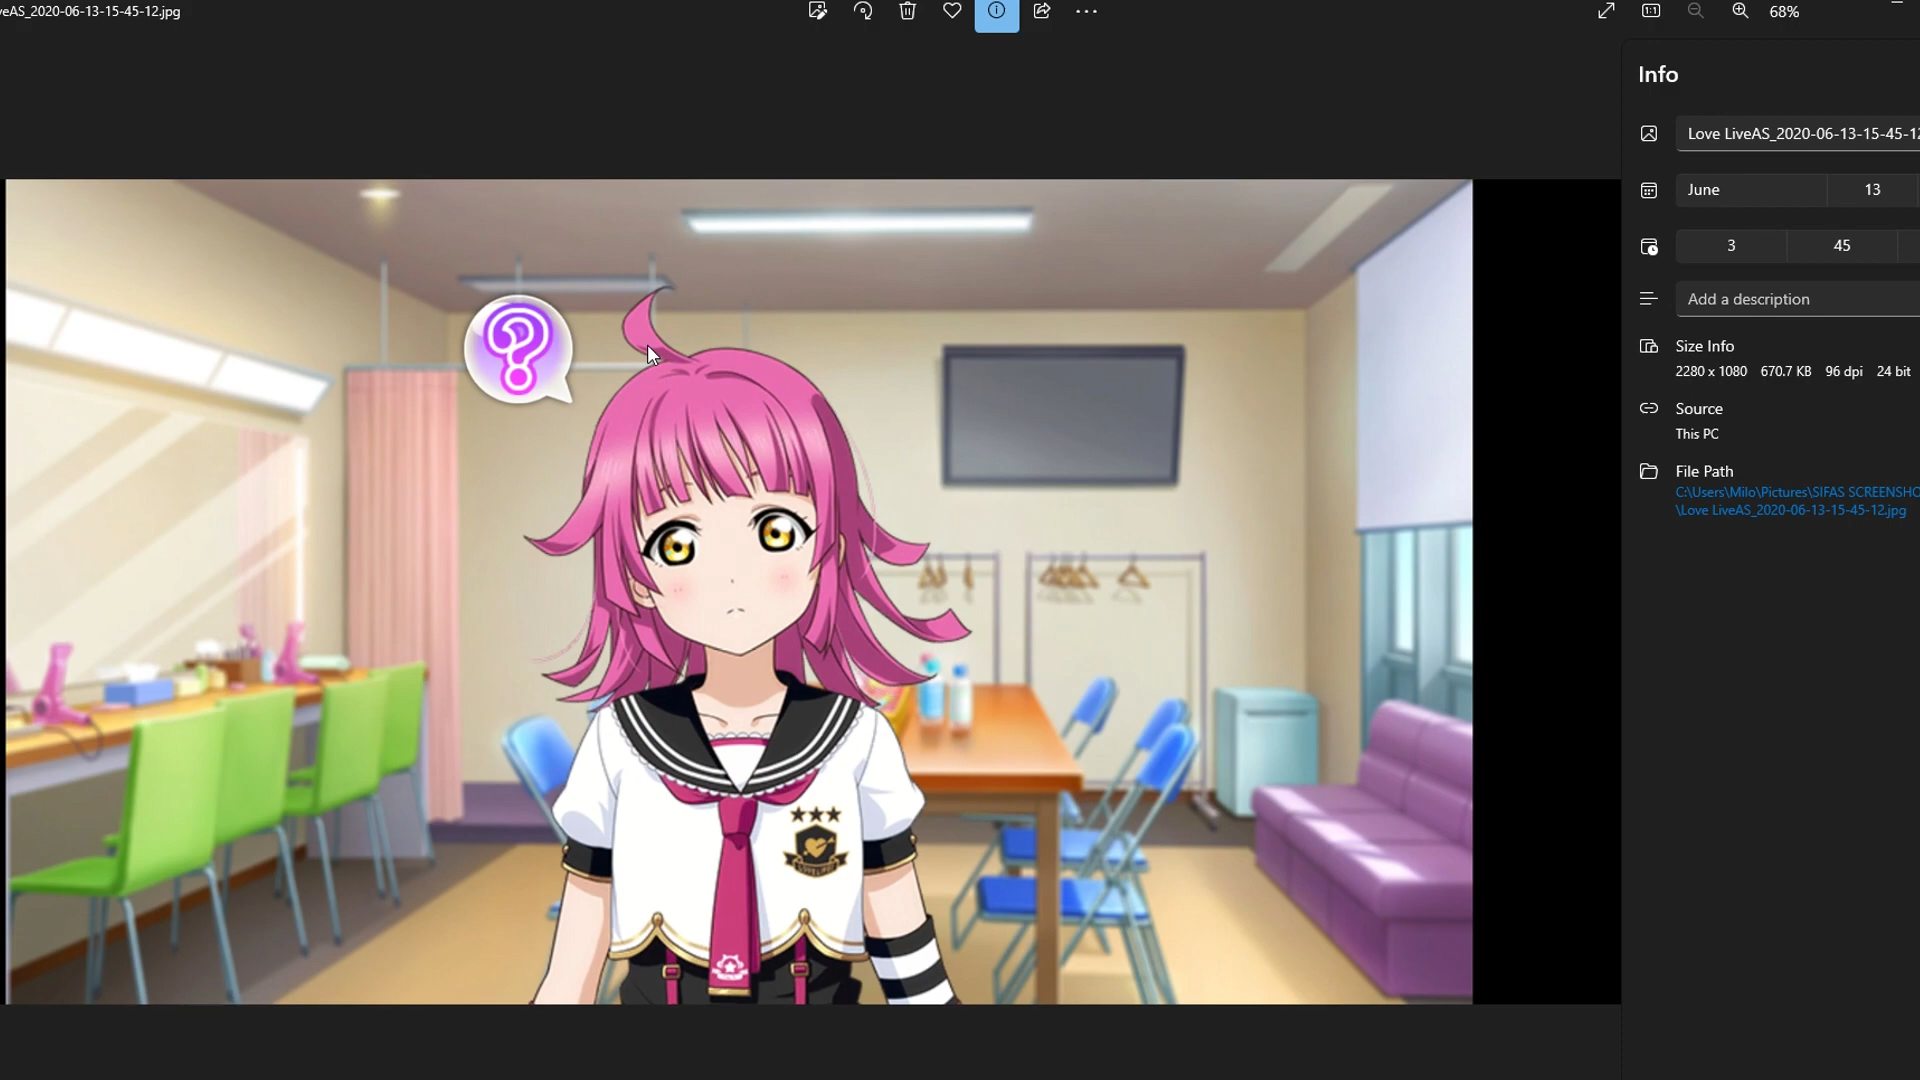 eAS_2020-06-13-15-45-12.jpg
68%
Info
Love LiveAS_2020-06-13-15-45-12
June 13
3 45
Add a description
Size Info
2280 x 1080 670.7 KB 96 dpi 24 bit
Source
This PC
File Path
C:\Users\Milo\Pictures\SIFAS SCREENSHO
\Love LiveAS_2020-06-13-15-45-12.jpg
?